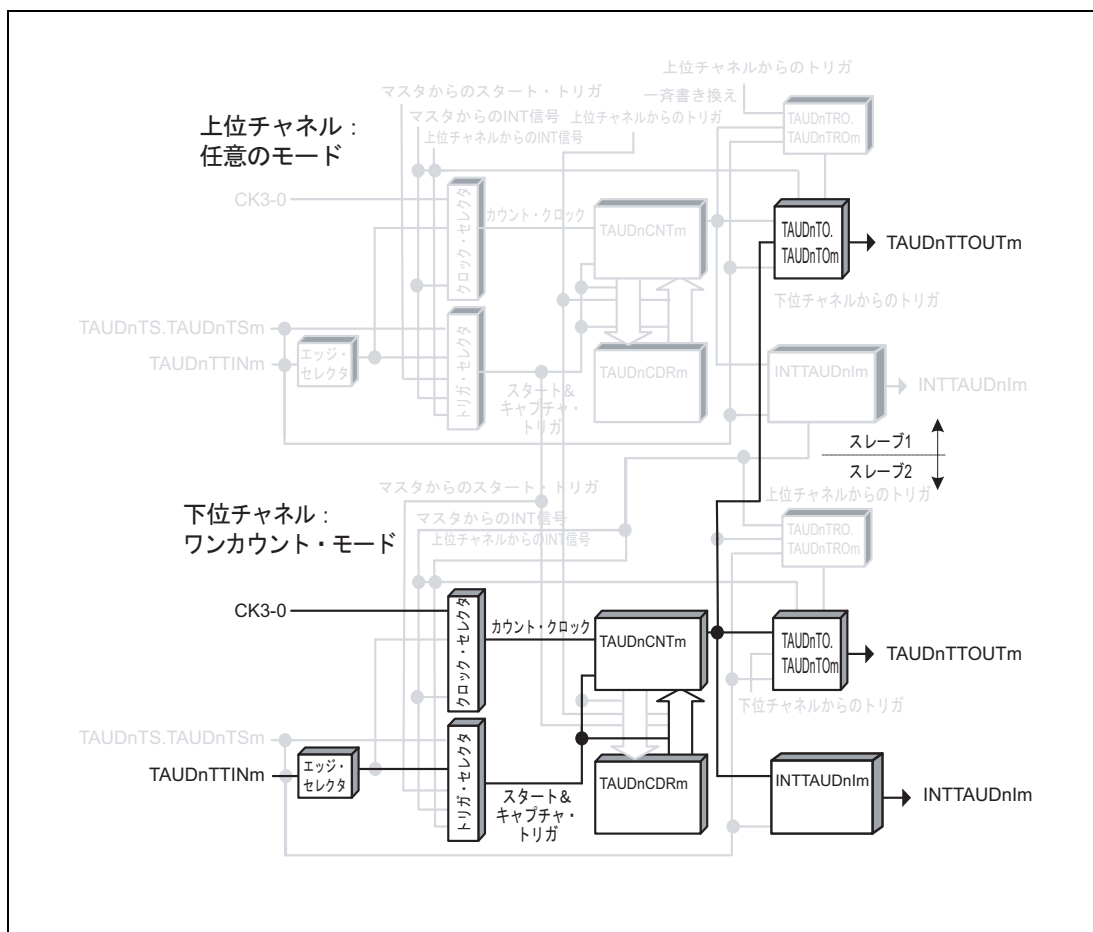 上位チャネルからのトリガ
一斉書き換え
マスタからのスタート・トリガ
マスタからのINT信号
上位チャネルからのトリガ
上位チャネルからのINT信号
上位チャネル：
任意のモード
TAUDnTRO.
TAUDnTROm
CK3-0
クロック・セレクタ
カウント・クロック
TAUDnCNTm
TAUDnTO.
TAUDnTOm
TAUDnTTOUTm
下位チャネルからのトリガ
TAUDnTS.TAUDnTSm
TAUDnTTINm
エッジ・
セレクタ
トリガ・セレクタ
スタート&
キャプチャ・
トリガ
TAUDnCDRm
INTTAUDnIm
INTTAUDnIm
スレーブ1
スレーブ2
マスタからのスタート・トリガ
上位チャネルからのトリガ
下位チャネル：
ワンカウント・モード
マスタからのINT信号
上位チャネルからのINT信号
TAUDnTRO.
TAUDnTROm
CK3-0
クロック・セレクタ
カウント・クロック
TAUDnCNTm
TAUDnTO.
TAUDnTOm
TAUDnTTOUTm
下位チャネルからのトリガ
TAUDnTS.TAUDnTSm
TAUDnTTINm
エッジ・
セレクタ
トリガ・セレクタ
スタート&
キャプチャ・
トリガ
TAUDnCDRm
INTTAUDnIm
INTTAUDnIm